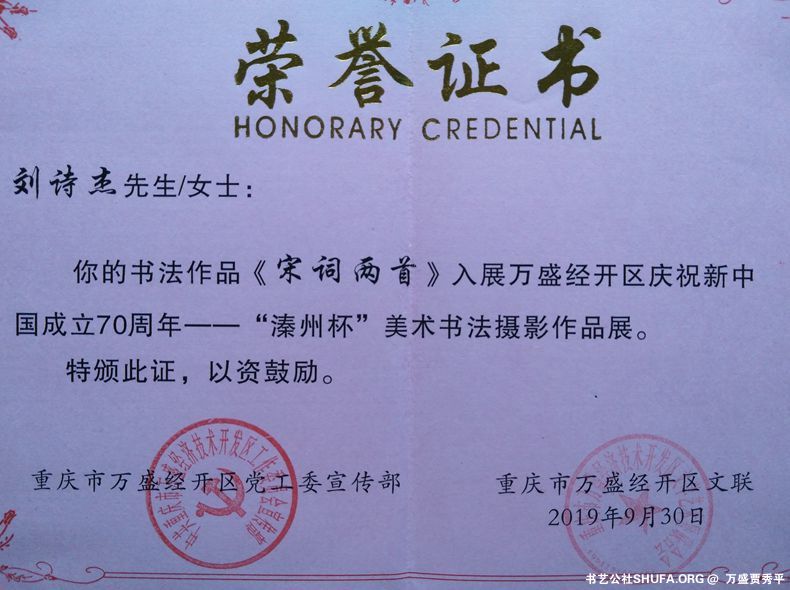 荣誉证书
HONORARY CREDENTIAL
刘诗杰先生/女士：
你的书法作品《宋词两首》入展万盛经开区庆祝新中
国成立70周年——“溱州杯”美术书法摄影作品展。
特颁此证，以资鼓励。
重庆市万盛经开区党工委宣传部
重庆市万盛经开区文联
2019年9月30日
书艺公社SHUFA.ORG @ 万盛贾秀平